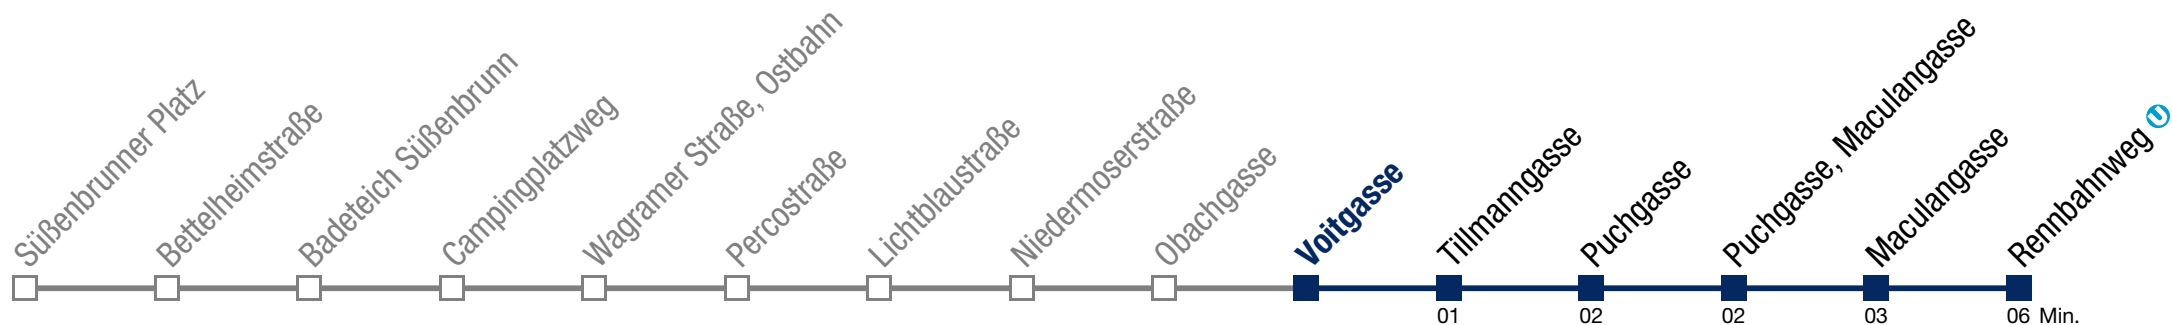 Süßenbrunner Platz
Bettelheimstraße
Badeteich Süßenbrunn
Campingplatzweg
Wagramer Straße, Ostbahn
Percostraße
Lichtblaustraße
Niedermoserstraße
Obachgasse
Voitgasse
Tillmanngasse
Puchgasse
Puchgasse, Maculangasse
Maculangasse
Rennbahnweg U
01 02 02 03 06 Min.